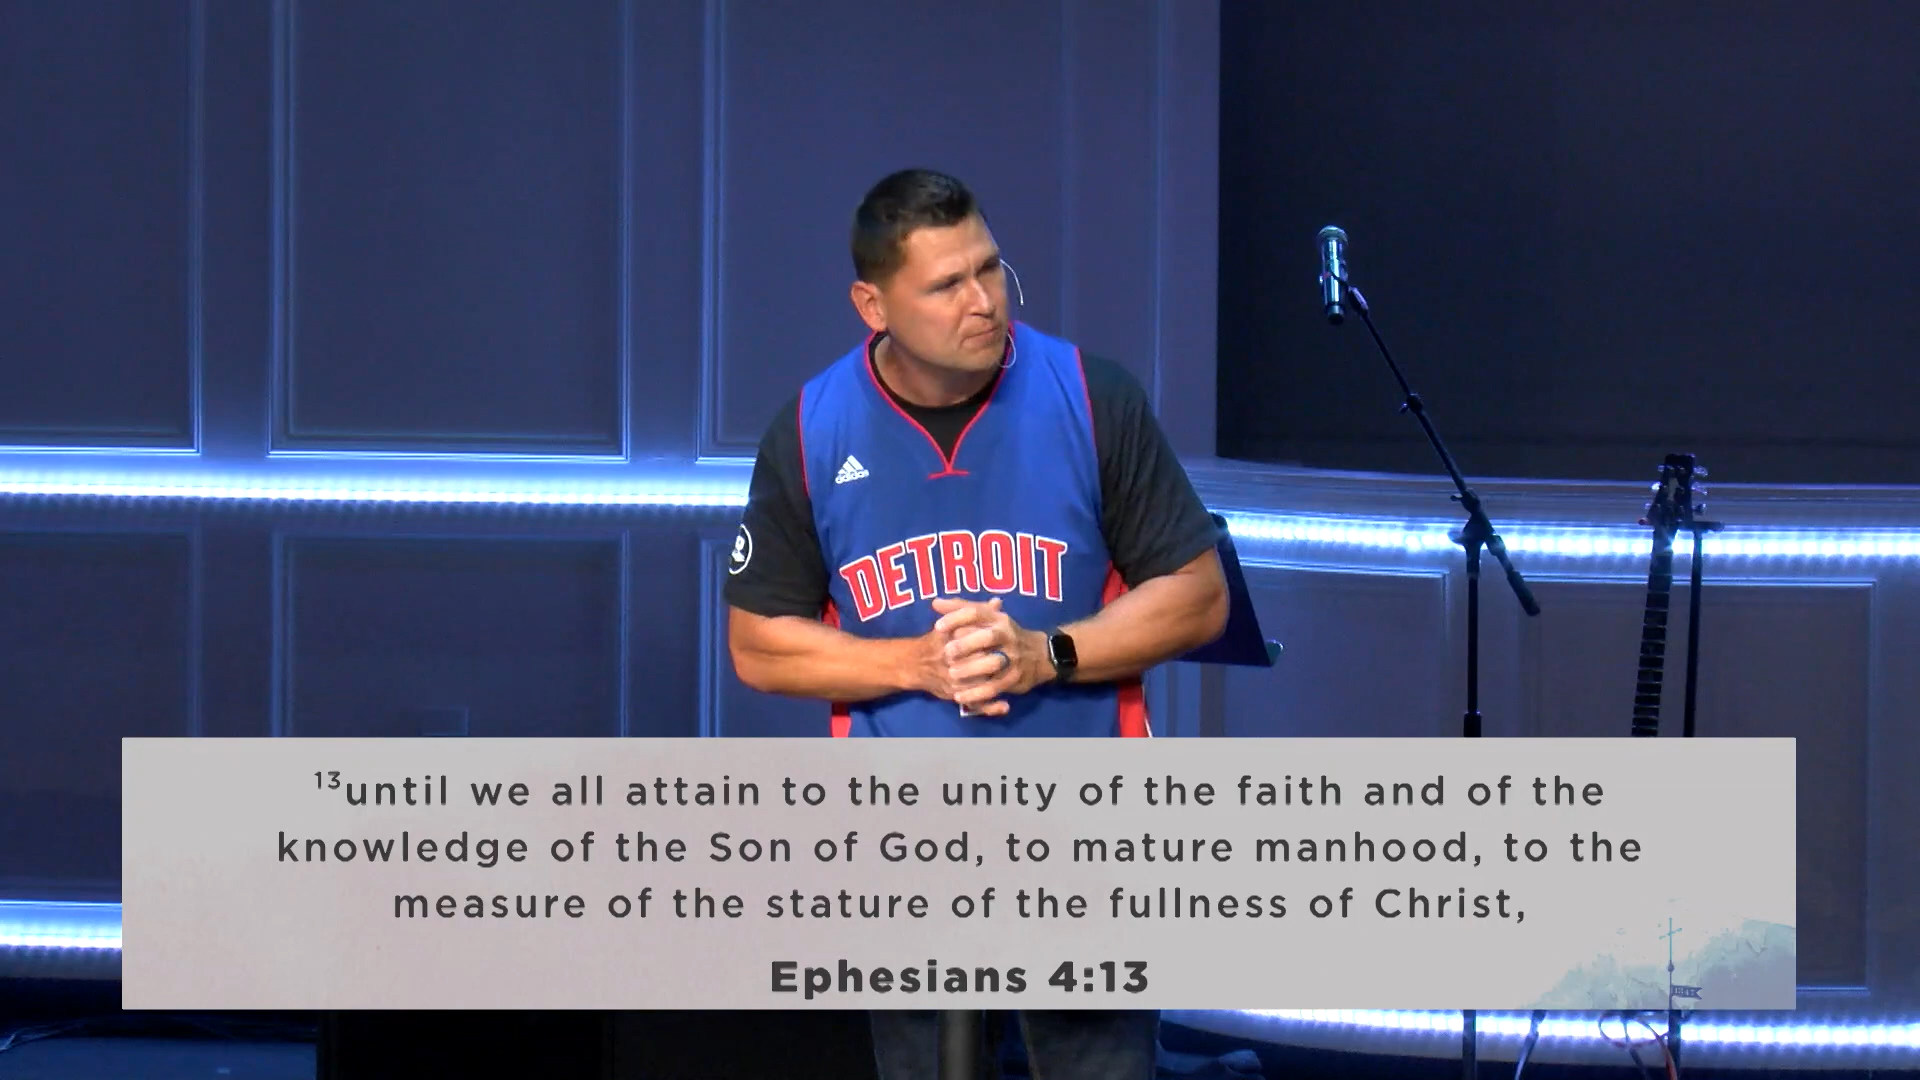 adidas
DETROIT
¹³until we all attain to the unity of the faith and of the
knowledge of the Son of God, to mature manhood, to the
measure of the stature of the fullness of Christ,
Ephesians 4:13